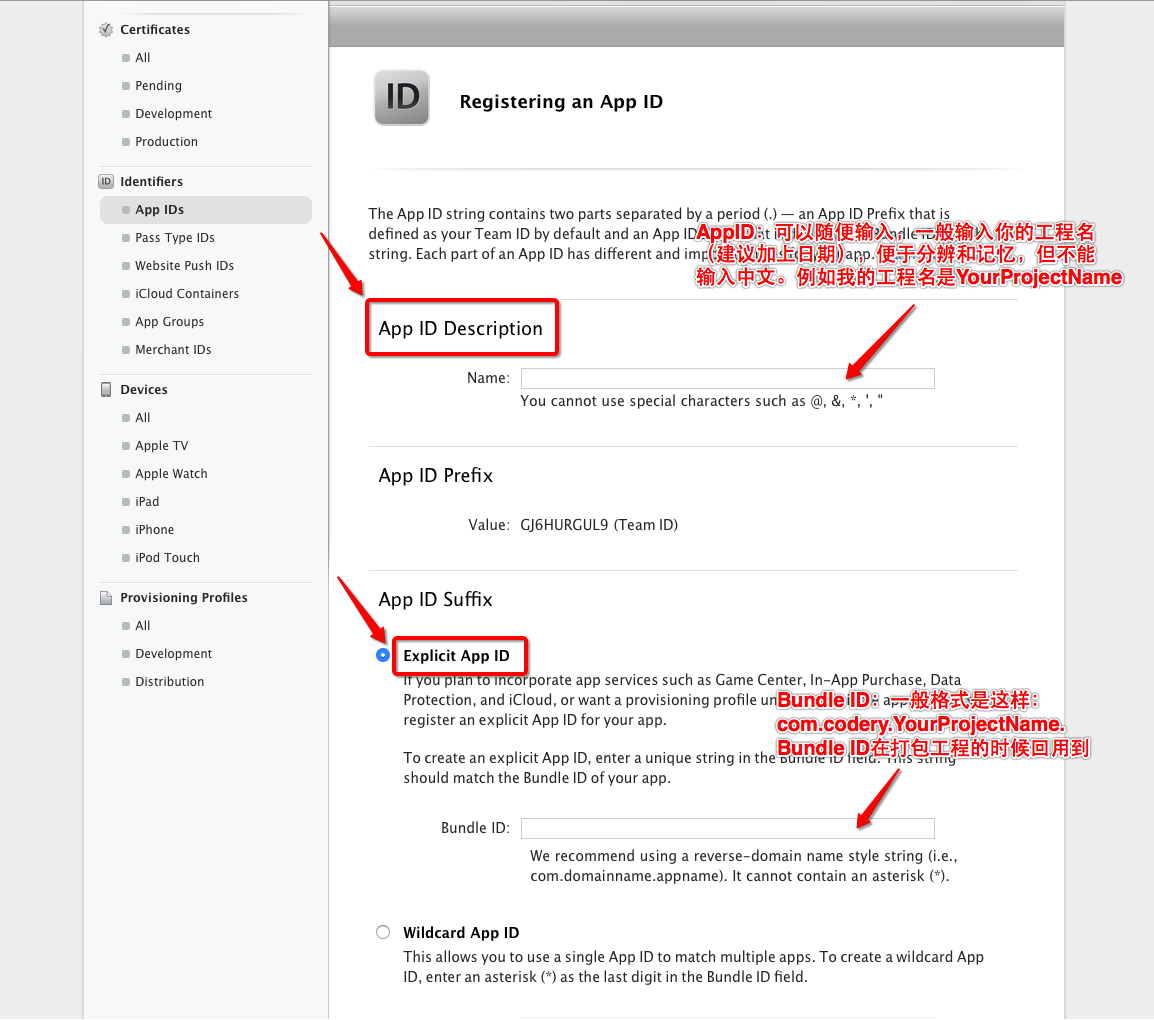 Certificates
All
Pending
Development
Production
ID
Identifiers
App IDs
Pass Type IDs
Website Push IDs
iCloud Containers
App Groups
Merchant IDs
Devices
All
Apple TV
Apple Watch
iPad
iPhone
iPod Touch
Provisioning Profiles
All
Development
Distribution
ID
Registering an App ID
The App ID string contains two parts separated by a period (.) — an App ID Prefix that is
defined as your Team ID by default and an App ID
string. Each part of an App ID has different and app.
AppID：可以随便输入，一般输入你的工程名
（建议加上日期），便于分辨和记忆，但不能
输入中文。例如我的工程名是YourProjectName
App ID Description
Name:
You cannot use special characters such as @, &, *, ', "
App ID Prefix
Value: GJ6HURGUL9 (Team ID)
App ID Suffix
Explicit App ID
If you plan to incorporate app services such as Game Center, In-App Purchase, Data
Protection, and iCloud, or want a provisioning profile
register an explicit App ID for your app.
Bundle ID：一般格式是这样：
com.codery.YourProjectName.
Bundle ID在打包工程的时候回用到
To create an explicit App ID, enter a unique string in the Bundle ID field. This string
should match the Bundle ID of your app.
Bundle ID:
We recommend using a reverse-domain name style string (i.e.,
com.domainname.appname). It cannot contain an asterisk (*).
Wildcard App ID
This allows you to use a single App ID to match multiple apps. To create a wildcard App
ID, enter an asterisk (*) as the last digit in the Bundle ID field.